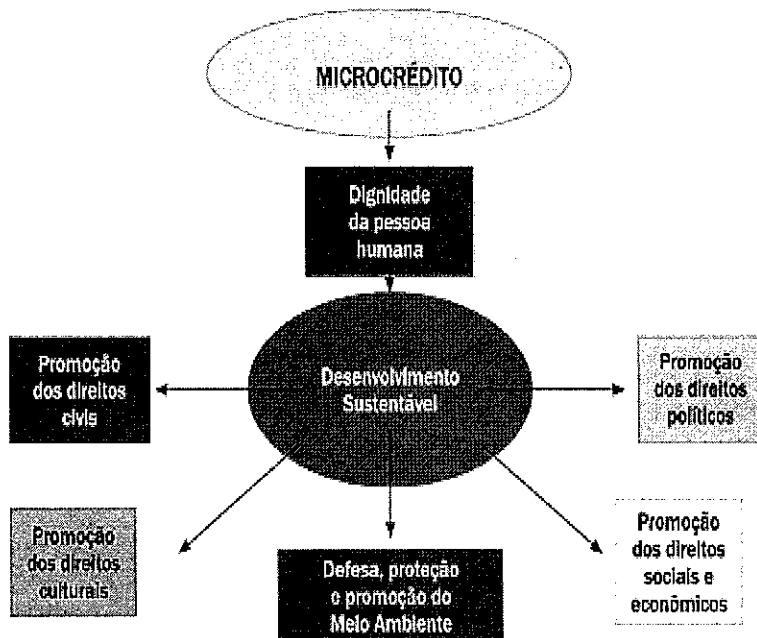 MICROCRÉDITO
Dignidade
da pessoa
humana
Desenvolvimento
Sustentável
Promoção
dos direitos
civis
Promoção
dos direitos
políticos
Promoção
dos direitos
culturais
Defesa, proteção
e promoção do
Meio Ambiente
Promoção
dos direitos
sociais e
econômicos